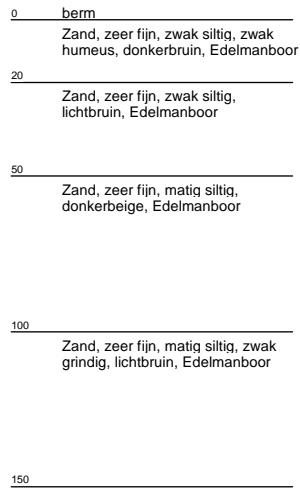 0 berm
Zand, zeer fijn, zwak siltig, zwak
humeus, donkerbruin, Edelmanboor
20
Zand, zeer fijn, zwak siltig,
lichtbruin, Edelmanboor
50
Zand, zeer fijn, matig siltig,
donkerbeige, Edelmanboor
100
Zand, zeer fijn, matig siltig, zwak
grindig, lichtbruin, Edelmanboor
150